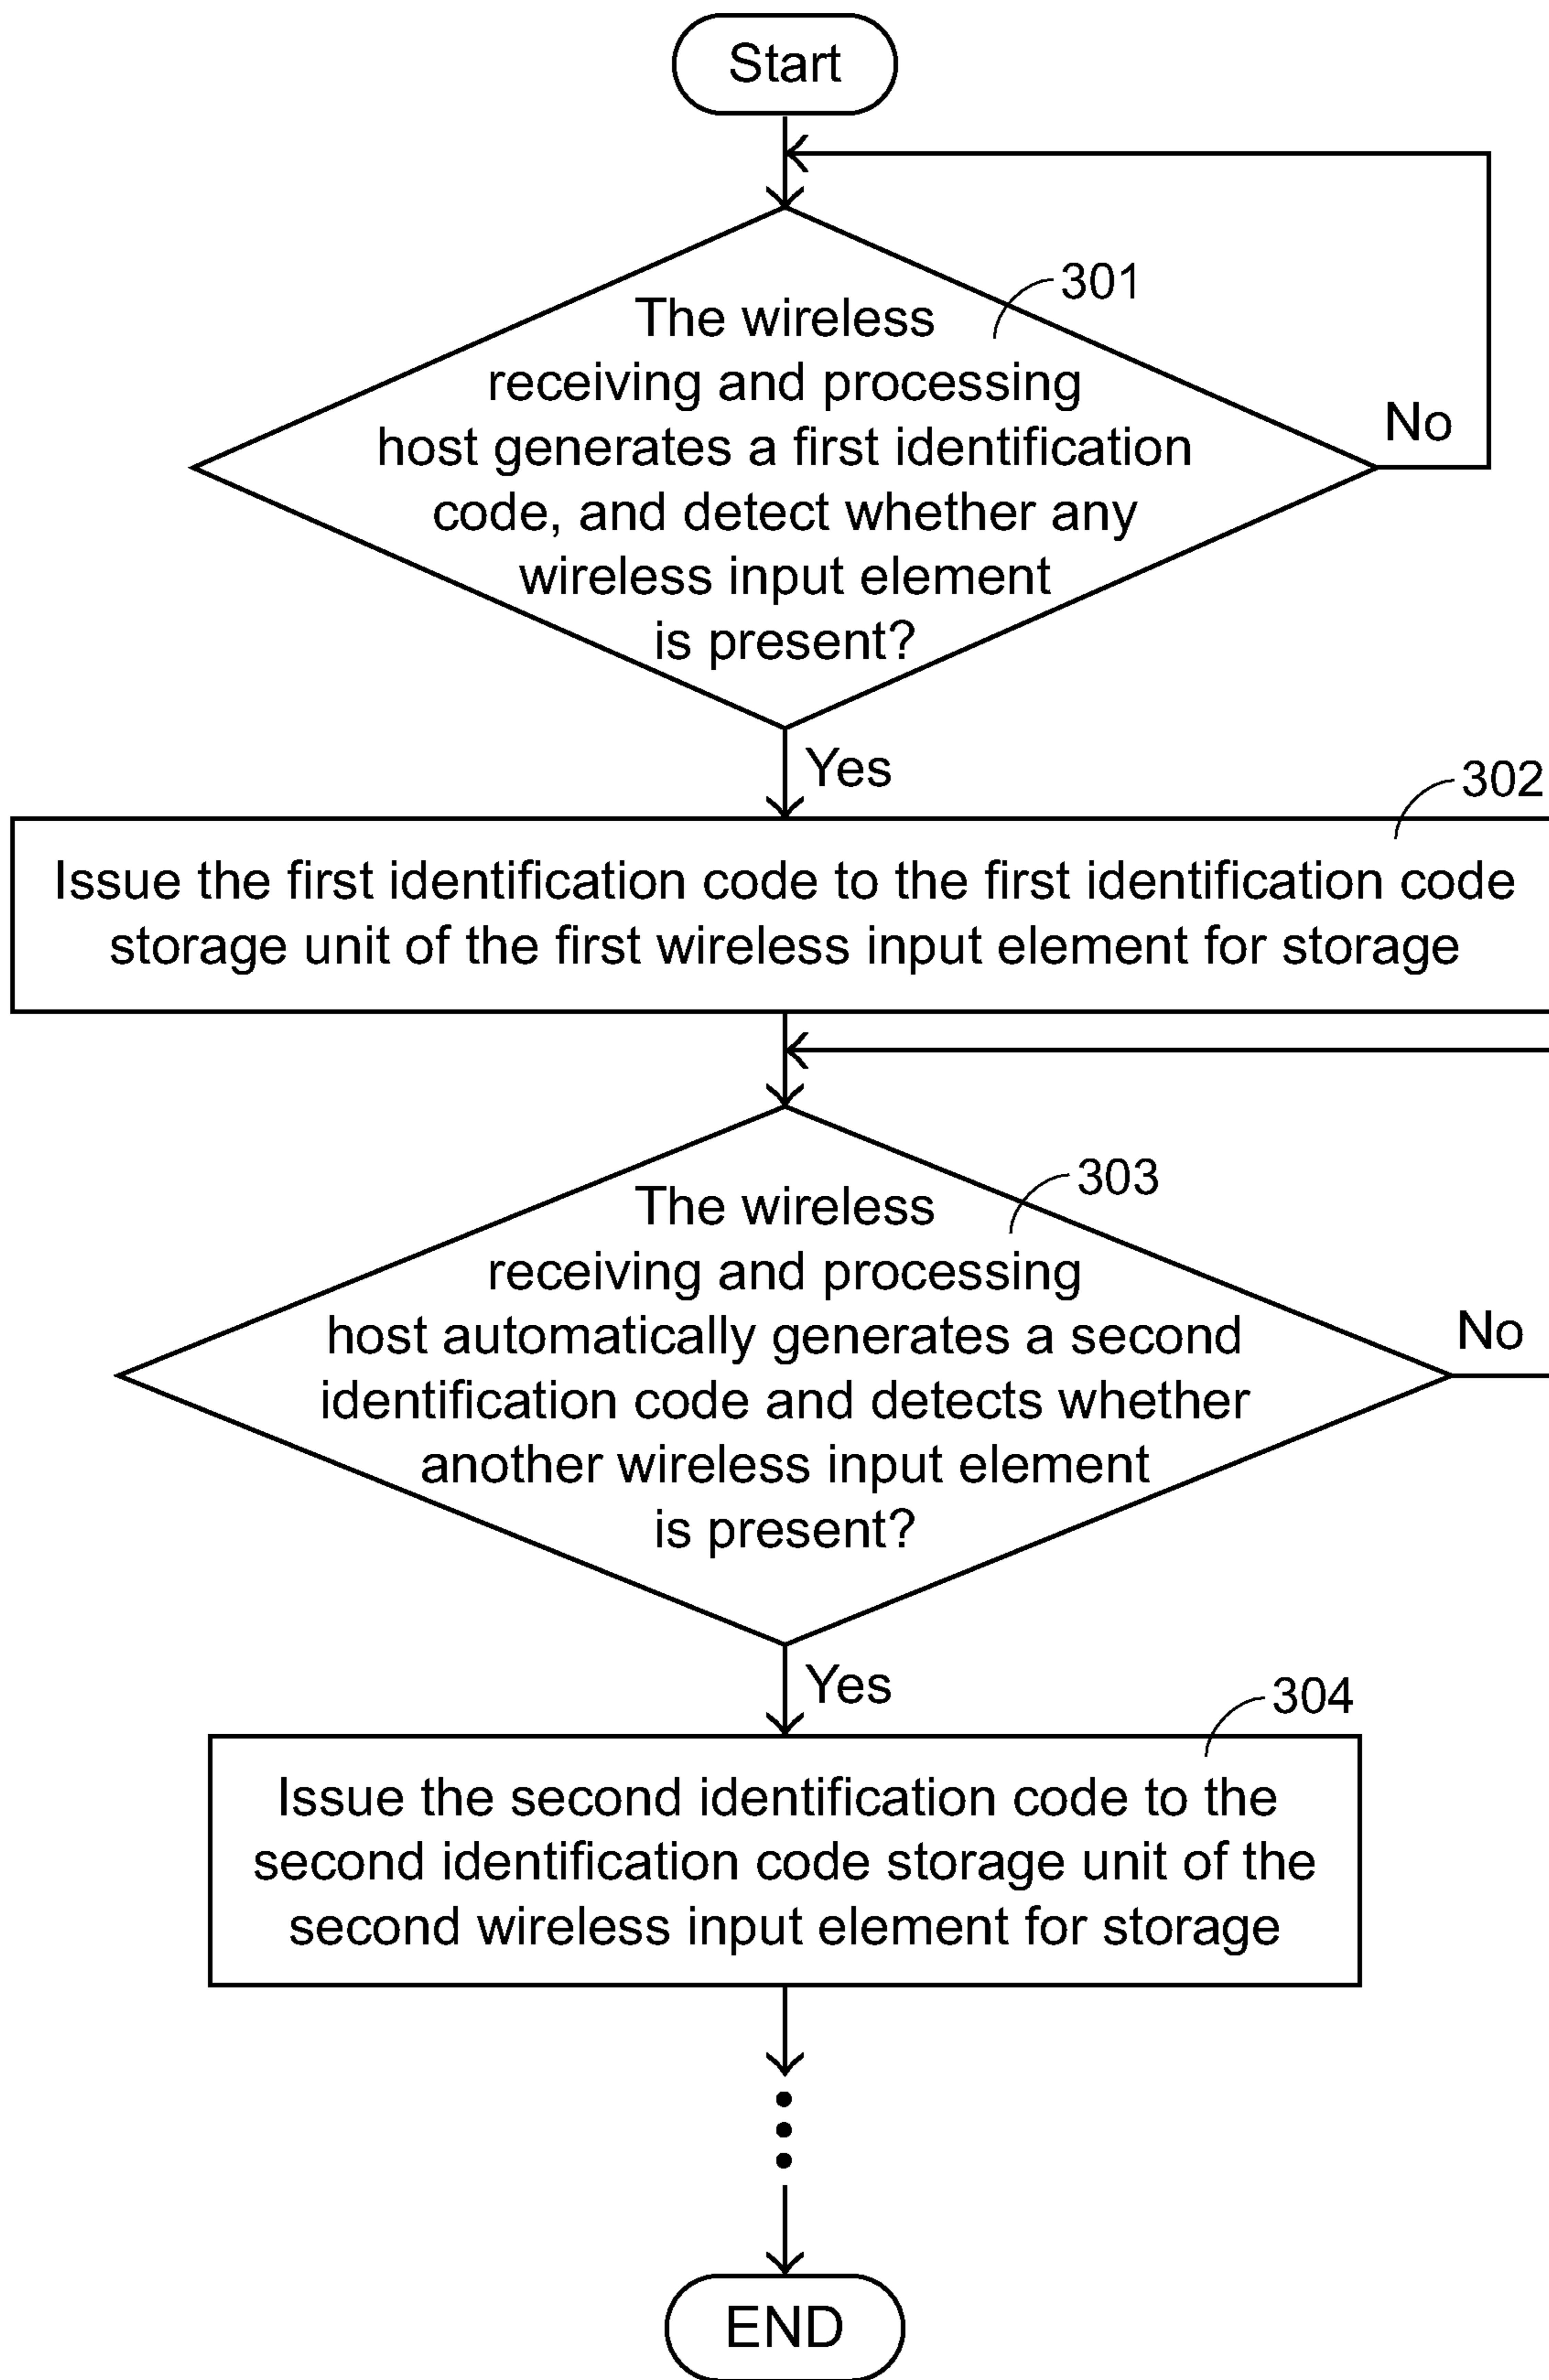 Start
301
The wireless
receiving and processing
host generates a first identification
code, and detect whether any
wireless input element
is present?
No
Yes
302
Issue the first identification code to the first identification code
storage unit of the first wireless input element for storage
303
The wireless
receiving and processing
host automatically generates a second
identification code and detects whether
another wireless input element
is present?
No
Yes
304
Issue the second identification code to the
second identification code storage unit of the
second wireless input element for storage
END